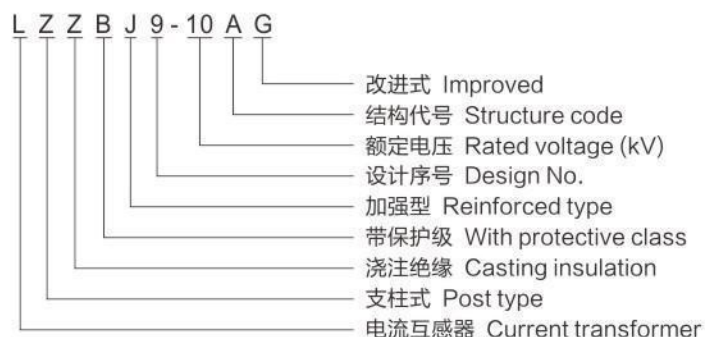 L Z Z B J 9 - 10 A G
改进式 Improved
结构代号 Structure code
额定电压 Rated voltage (kV)
设计序号 Design No.
加强型 Reinforced type
带保护级 With protective class
浇注绝缘 Casting insulation
支柱式 Post type
电流互感器 Current transformer